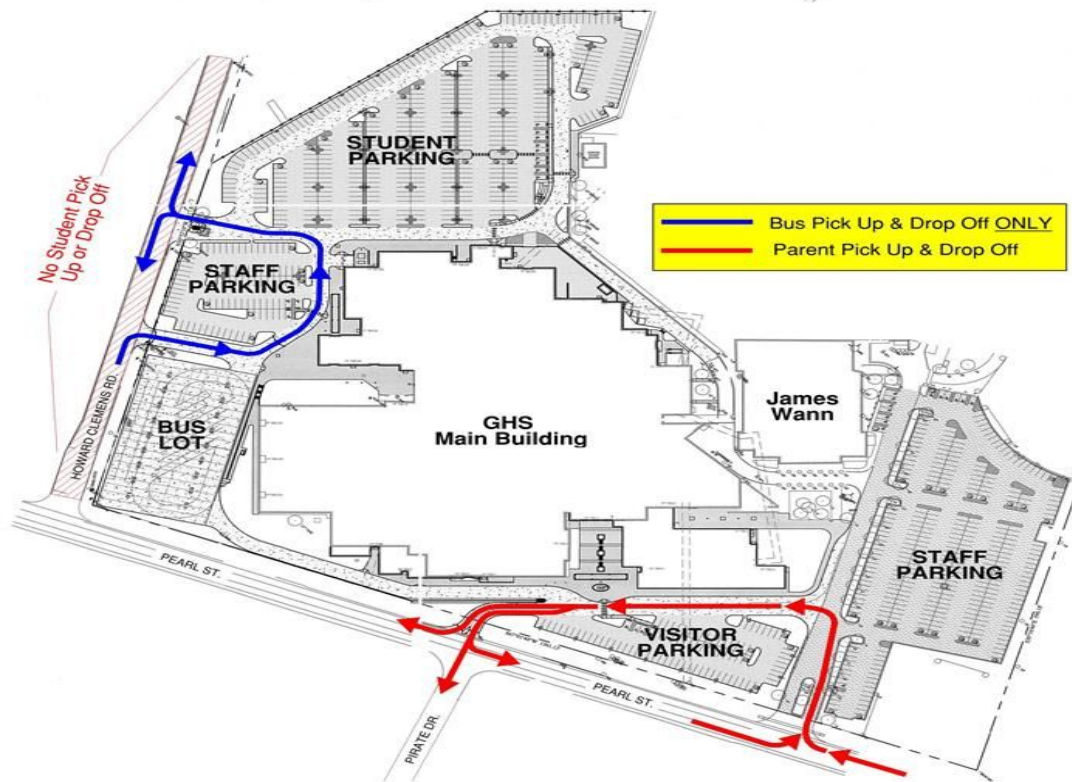 STUDENT
PARKING
No Student Pick
Up or Drop Off
Bus Pick Up & Drop Off ONLY
Parent Pick Up & Drop Off
STAFF
PARKING
HOWARD CLEMENS RD.
BUS
LOT
GHS
Main Building
James
Wann
STAFF
PARKING
PEARL ST.
VISITOR
PARKING
PEARL ST.
PIRATE DR.